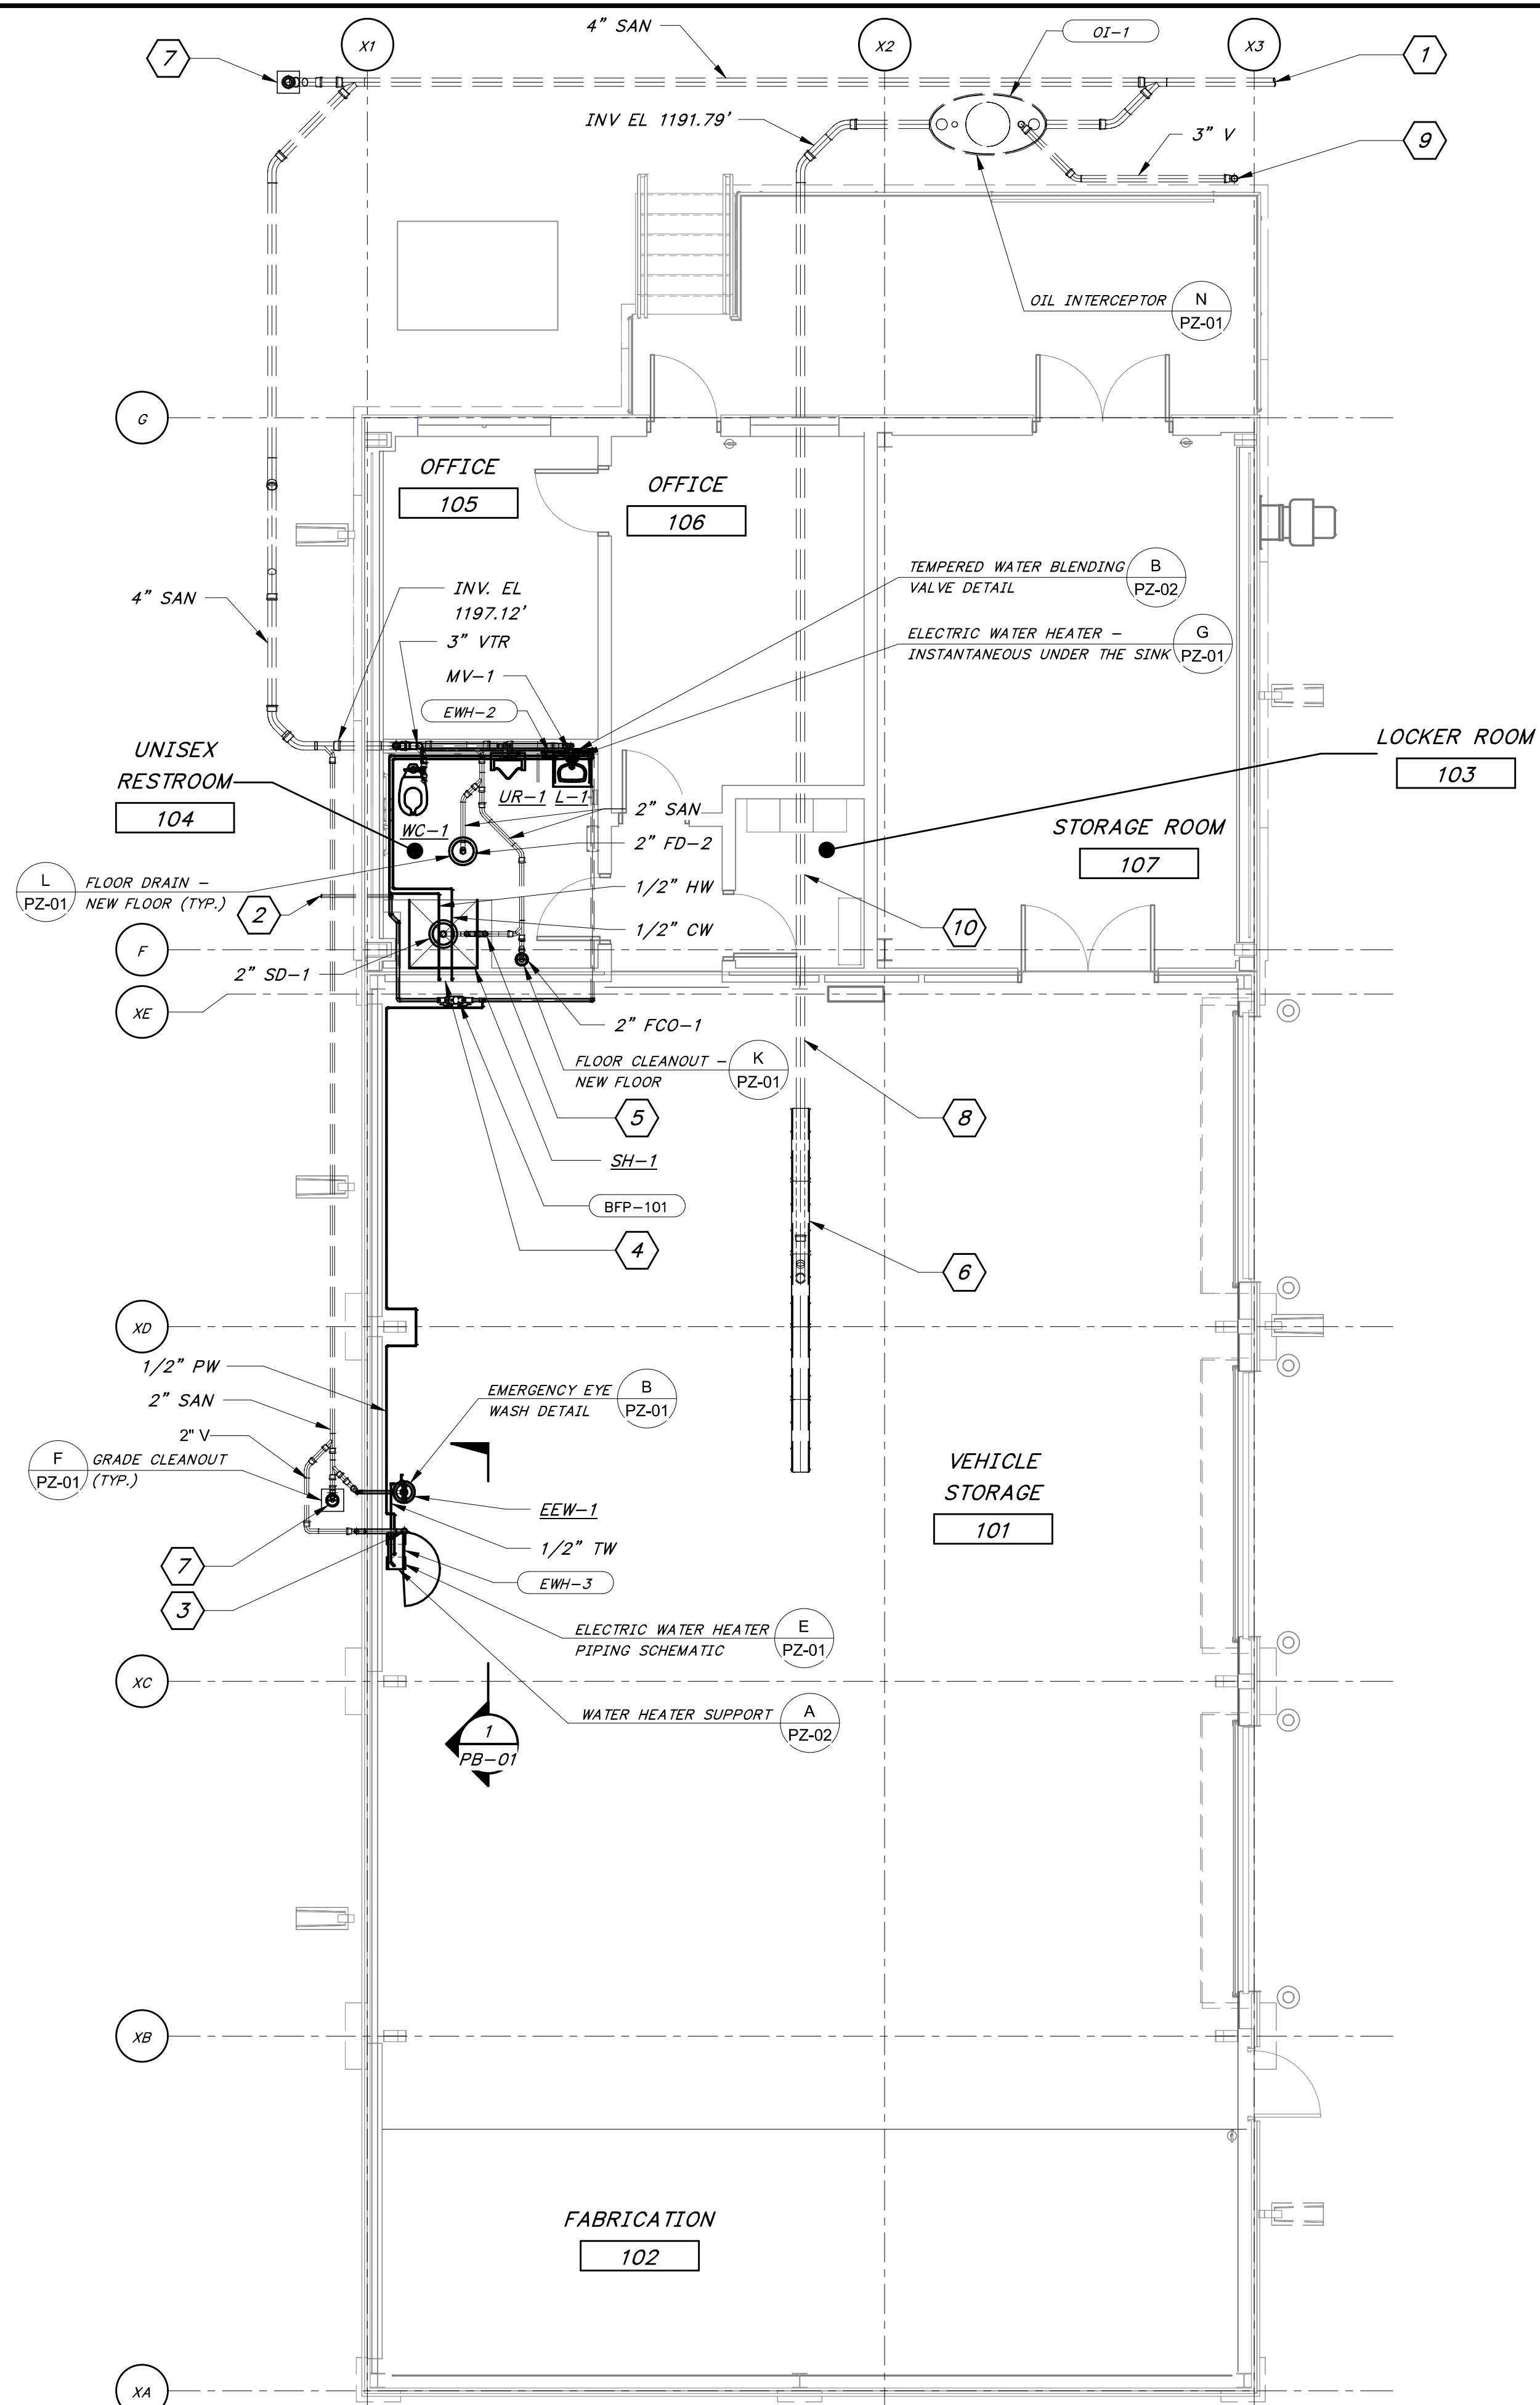 4" SAN
OI-1
X1
X2
X3
7
1
INV EL 1191.79'
3" V
9
OIL INTERCEPTOR
N
PZ-01
G
OFFICE
105
OFFICE
106
TEMPERED WATER BLENDING
VALVE DETAIL
B
PZ-02
INV. EL
1197.12'
4" SAN
ELECTRIC WATER HEATER –
INSTANTANEOUS UNDER THE SINK
G
PZ-01
3" VTR
MV-1
EWH-2
UNISEX
RESTROOM
104
LOCKER ROOM
103
UR-1
L-1
WC-1
2" SAN
2" FD-2
STORAGE ROOM
107
L
PZ-01
FLOOR DRAIN –
NEW FLOOR (TYP.)
2
1/2" HW
1/2" CW
10
F
2" SD-1
XE
2" FCO-1
FLOOR CLEANOUT –
NEW FLOOR
K
PZ-01
5
8
SH-1
BFP-101
4
6
XD
1/2" PW
2" SAN
2" V
EMERGENCY EYE
WASH DETAIL
B
PZ-01
F
PZ-01
GRADE CLEANOUT
(TYP.)
VEHICLE
STORAGE
101
EEW-1
1/2" TW
7
EWH-3
3
ELECTRIC WATER HEATER
PIPING SCHEMATIC
E
PZ-01
XC
WATER HEATER SUPPORT
A
PZ-02
1
PB-01
XB
FABRICATION
102
XA